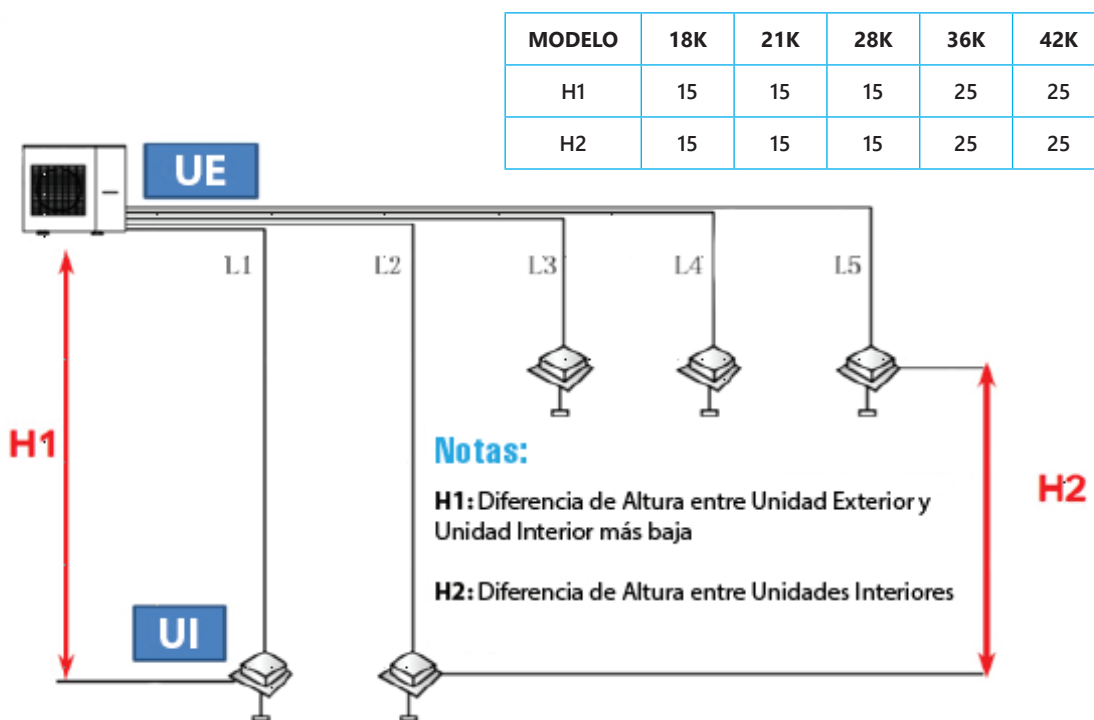 MODELO 18K 21K 28K 36K 42K
H1 15 15 15 25 25
H2 15 15 15 25 25
UE
L1 L2 L3 L4 L5
H1
Notas:
H2
H1: Diferencia de Altura entre Unidad Exterior y
Unidad Interior más baja
H2: Diferencia de Altura entre Unidades Interiores
UI